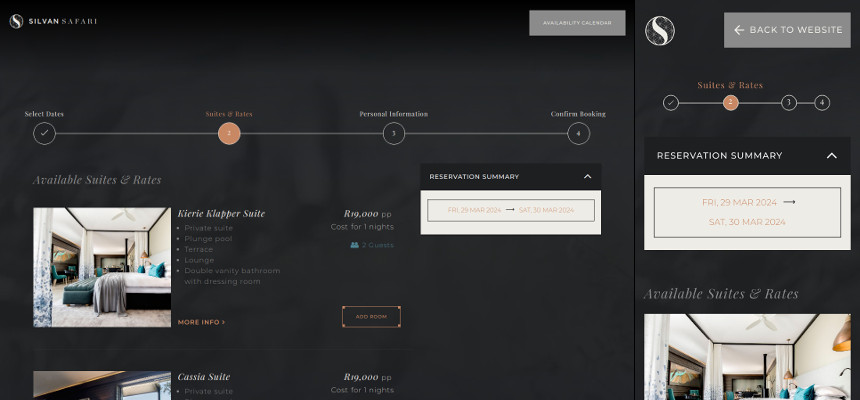 SILVAN SAFARI
AVAILABILITY CALENDAR
Select Dates
Suites & Rates
Personal Information
Confirm Booking
2
3
4
Available Suites & Rates
RESERVATION SUMMARY
FRI, 29 MAR 2024 → SAT, 30 MAR 2024
Kierie Klapper Suite
R19,000 pp
• Private suite
Cost for 1 nights
• Plunge pool
• Terrace
2 Guests
• Lounge
• Double vanity bathroom
with dressing room
MORE INFO >
ADD ROOM
Cassia Suite
R19,000 pp
• Private suite
Cost for 1 nights
← BACK TO WEBSITE
Suites & Rates
2
3
4
RESERVATION SUMMARY
FRI, 29 MAR 2024 →
SAT, 30 MAR 2024
Available Suites & Rates